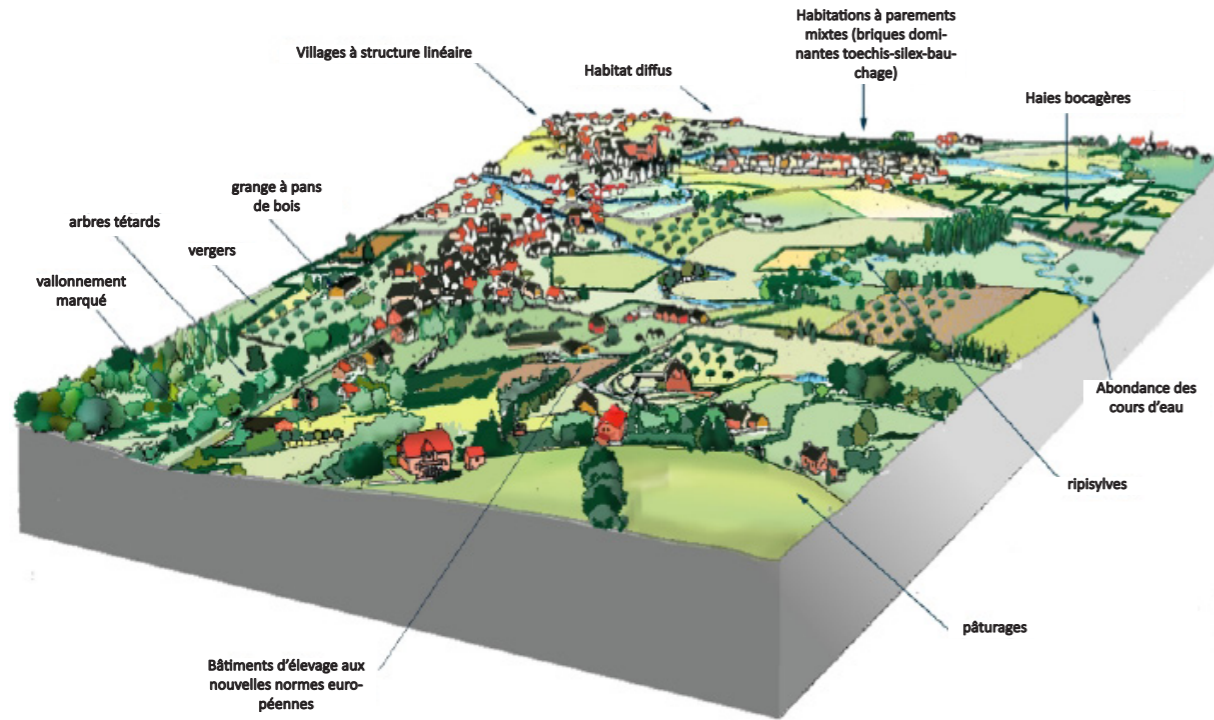 Habitations à parements
mixtes (briques domi-
nantes toechis-silex-bau-
chage)
Villages à structure linéaire
Habitat diffus
Haies bocagères
grange à pans
de bois
arbres tétards
vergers
vallonnement
marqué
Abondance des
cours d'eau
ripisylves
pâturages
Bâtiments d'élevage aux
nouvelles normes euro-
péennes